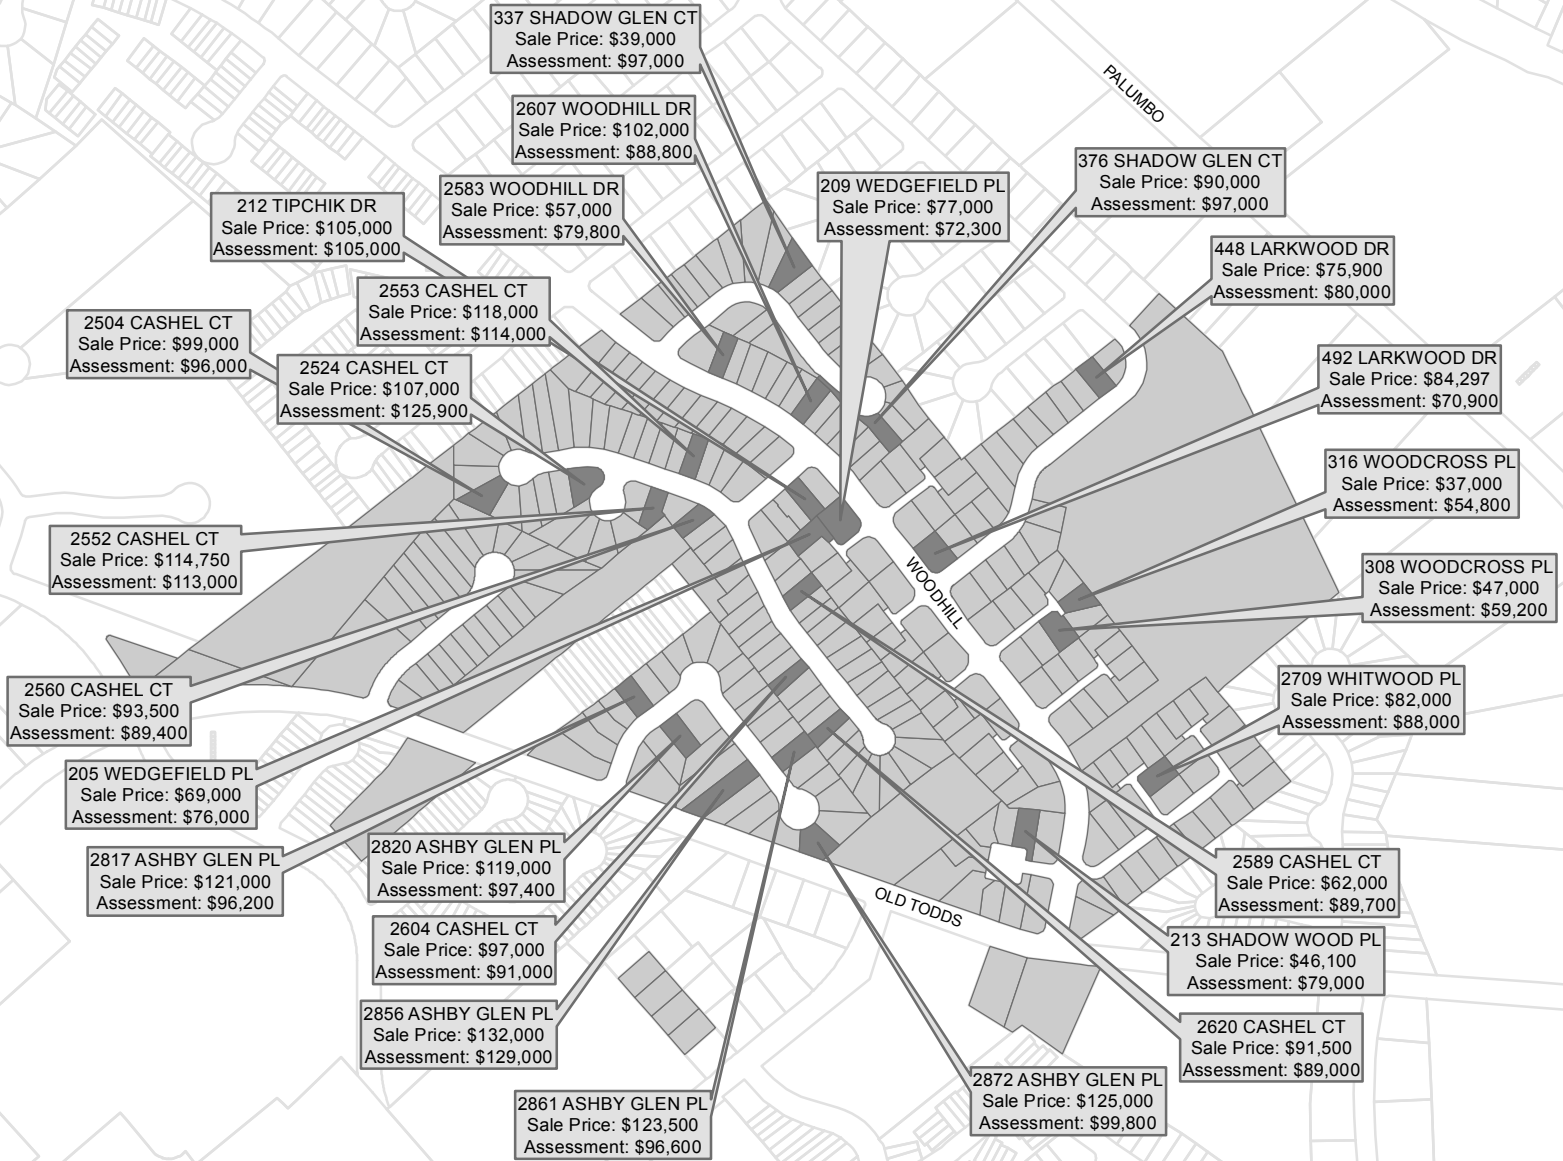 337 SHADOW GLEN CT
Sale Price: $39,000
Assessment: $97,000
2607 WOODHILL DR
Sale Price: $102,000
Assessment: $88,800
PALUMBO
376 SHADOW GLEN CT
Sale Price: $90,000
Assessment: $97,000
2583 WOODHILL DR
Sale Price: $57,000
Assessment: $79,800
209 WEDGEFIELD PL
Sale Price: $77,000
Assessment: $72,300
212 TIPCHIK DR
Sale Price: $105,000
Assessment: $105,000
448 LARKWOOD DR
Sale Price: $75,900
Assessment: $80,000
2553 CASHEL CT
Sale Price: $118,000
Assessment: $114,000
2504 CASHEL CT
Sale Price: $99,000
Assessment: $96,000
2524 CASHEL CT
Sale Price: $107,000
Assessment: $125,900
492 LARKWOOD DR
Sale Price: $84,297
Assessment: $70,900
316 WOODCROSS PL
Sale Price: $37,000
Assessment: $54,800
2552 CASHEL CT
Sale Price: $114,750
Assessment: $113,000
WOODHILL
308 WOODCROSS PL
Sale Price: $47,000
Assessment: $59,200
2560 CASHEL CT
Sale Price: $93,500
Assessment: $89,400
2709 WHITWOOD PL
Sale Price: $82,000
Assessment: $88,000
205 WEDGEFIELD PL
Sale Price: $69,000
Assessment: $76,000
2817 ASHBY GLEN PL
Sale Price: $121,000
Assessment: $96,200
2820 ASHBY GLEN PL
Sale Price: $119,000
Assessment: $97,400
2589 CASHEL CT
Sale Price: $62,000
Assessment: $89,700
OLD TODDS
2604 CASHEL CT
Sale Price: $97,000
Assessment: $91,000
213 SHADOW WOOD PL
Sale Price: $46,100
Assessment: $79,000
2856 ASHBY GLEN PL
Sale Price: $132,000
Assessment: $129,000
2620 CASHEL CT
Sale Price: $91,500
Assessment: $89,000
2872 ASHBY GLEN PL
Sale Price: $125,000
Assessment: $99,800
2861 ASHBY GLEN PL
Sale Price: $123,500
Assessment: $96,600